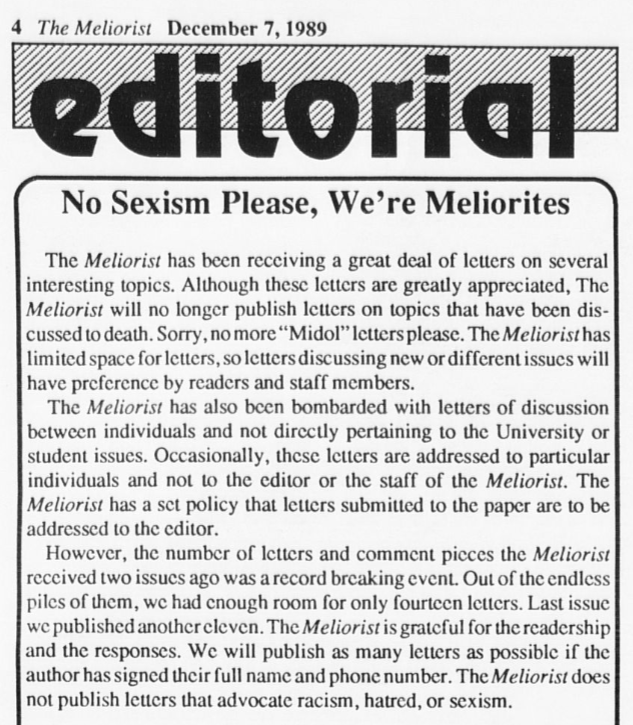 4 The Meliorist December 7, 1989
editorial
No Sexism Please, We're Meliorites
The Meliorist has been receiving a great deal of letters on several
interesting topics. Although these letters are greatly appreciated, The
Meliorist will no longer publish letters on topics that have been dis-
cussed to death. Sorry, no more "Midol" letters please. The Meliorist has
limited space for letters, so letters discussing new or different issues will
have preference by readers and staff members.
The Meliorist has also been bombarded with letters of discussion
between individuals and not directly pertaining to the University or
student issues. Occasionally, these letters are addressed to particular
individuals and not to the editor or the staff of the Meliorist. The
Meliorist has a set policy that letters submitted to the paper are to be
addressed to the editor.
However, the number of letters and comment pieces the Meliorist
received two issues ago was a record breaking event. Out of the endless
piles of them, we had enough room for only fourteen letters. Last issue
we published another eleven. The Meliorist is grateful for the readership
and the responses. We will publish as many letters as possible if the
author has signed their full name and phone number. The Meliorist does
not publish letters that advocate racism, hatred, or sexism.